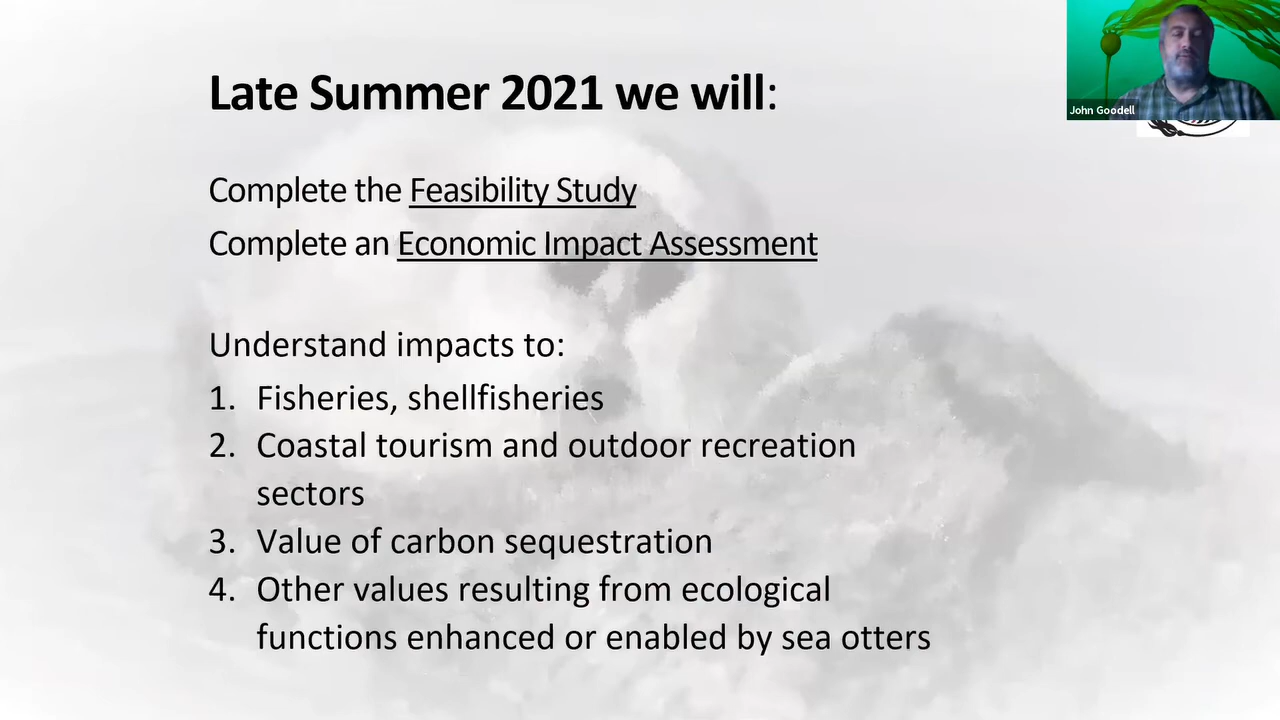 Late Summer 2021 we will:
John Goodell
Complete the Feasibility Study
Complete an Economic Impact Assessment
Understand impacts to:
1. Fisheries, shellfisheries
2. Coastal tourism and outdoor recreation
sectors
3. Value of carbon sequestration
4. Other values resulting from ecological
functions enhanced or enabled by sea otters